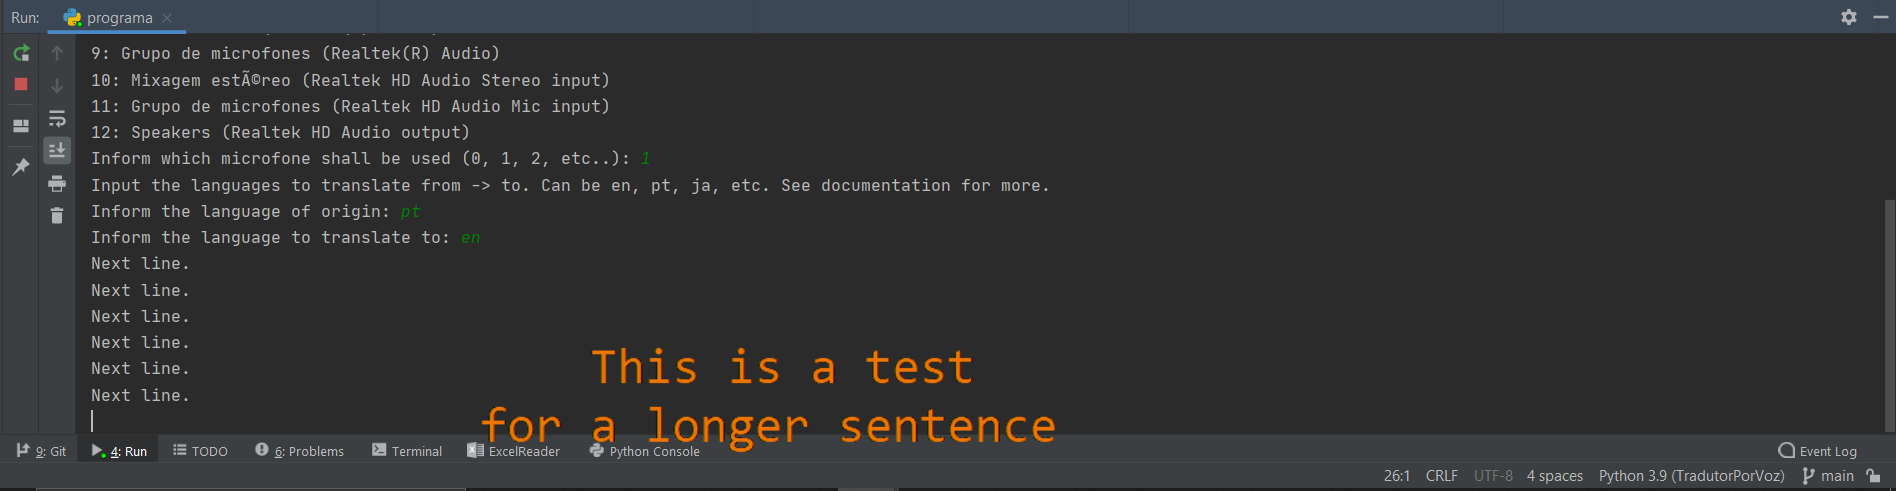 Run: programa
9: Grupo de microfones (Realtek(R) Audio)
10: Mixagem estÃ©reo (Realtek HD Audio Stereo input)
11: Grupo de microfones (Realtek HD Audio Mic input)
12: Speakers (Realtek HD Audio output)
Inform which microfone shall be used (0, 1, 2, etc..): 1
Input the languages to translate from -> to. Can be en, pt, ja, etc. See documentation for more.
Inform the language of origin: pt
Inform the language to translate to: en
Next line.
Next line.
Next line.
Next line.
Next line.
Next line.
This is a test
for a longer sentence
9: Git 4: Run TODO 6: Problems Terminal ExcelReader Python Console Event Log
26:1 CRLF UTF-8 4 spaces Python 3.9 (TradutorPorVoz) main